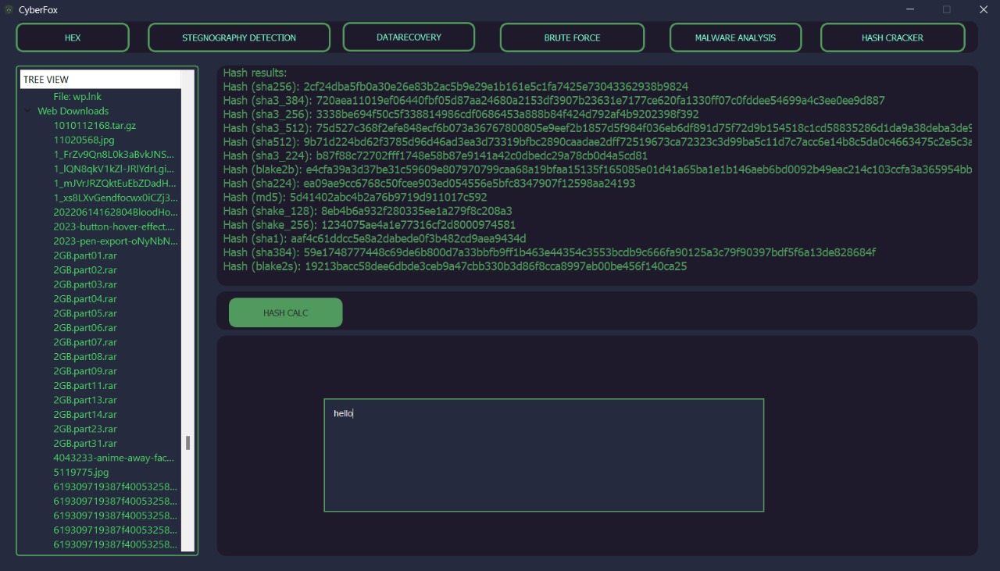 CyberFox
HEX
STEGNOGRAPHY DETECTION
DATARECOVERY
BRUTE FORCE
MALWARE ANALYSIS
HASH CRACKER
TREE VIEW
File: wp.lnk
Web Downloads
1010112168.tar.gz
11020568.jpg
1_FrZv9Qn8L0k3aBvkJNS...
1_lQN8qkV1kZl-JRlYdrLgi...
1_mJVrJRZQktEuEbZDadH...
1_xs8LXvGendfocwx0iCZj3...
20220614162804BloodHo...
2023-button-hover-effect....
2023-pen-export-oNyNbN...
2GB.part01.rar
2GB.part02.rar
2GB.part03.rar
2GB.part04.rar
2GB.part05.rar
2GB.part06.rar
2GB.part07.rar
2GB.part08.rar
2GB.part09.rar
2GB.part11.rar
2GB.part13.rar
2GB.part14.rar
2GB.part23.rar
2GB.part31.rar
4043233-anime-away-fac...
5119775.jpg
619309719387f40053258...
619309719387f40053258...
619309719387f40053258...
619309719387f40053258...
619309719387f40053258...
Hash results:
Hash (sha256): 2cf24dba5fb0a30e26e83b2ac5b9e29e1b161e5c1fa7425e73043362938b9824
Hash (sha3_384): 720aea11019ef06440fbf05d87aa24680a2153df3907b23631e7177ce620fa1330ff07c0fddee54699a4c3ee0ee9d887
Hash (sha3_256): 3338be694f50c5f338814986cdf0686453a888b84f424d792af4b9202398f392
Hash (sha3_512): 75d527c368f2efe848ecf6b073a36767800805e9eef2b1857d5f984f036eb6df891d75f72d9b154518c1cd58835286d1da9a38deba3de9
Hash (sha512): 9b71d224bd62f3785d96d46ad3ea3d73319bfbc2890caadae2dff72519673ca72323c3d99ba5c11d7c7acc6e14b8c5da0c4663475c2e5c3a
Hash (sha3_224): b87f88c72702fff1748e58b87e9141a42c0dbedc29a78cb0d4a5cd81
Hash (blake2b): e4cfa39a3d37be31c59609e807970799caa68a19bfaa15135f165085e01d41a65ba1e1b146aeb6bd0092b49eac214c103ccfa3a365954bb
Hash (sha224): ea09ae9cc6768c50fcee903ed054556e5bfc8347907f12598aa24193
Hash (md5): 5d41402abc4b2a76b9719d911017c592
Hash (shake_128): 8eb4b6a932f280335ee1a279f8c208a3
Hash (shake_256): 1234075ae4a1e77316cf2d8000974581
Hash (sha1): aaf4c61ddcc5e8a2dabede0f3b482cd9aea9434d
Hash (sha384): 59e1748777448c69de6b800d7a33bbfb9ff1b463e44354c3553bcdb9c666fa90125a3c79f90397bdf5f6a13de828684f
Hash (blake2s): 19213bacc58dee6dbde3ceb9a47cbb330b3d86f8cca8997eb00be456f140ca25
HASH CALC
hello